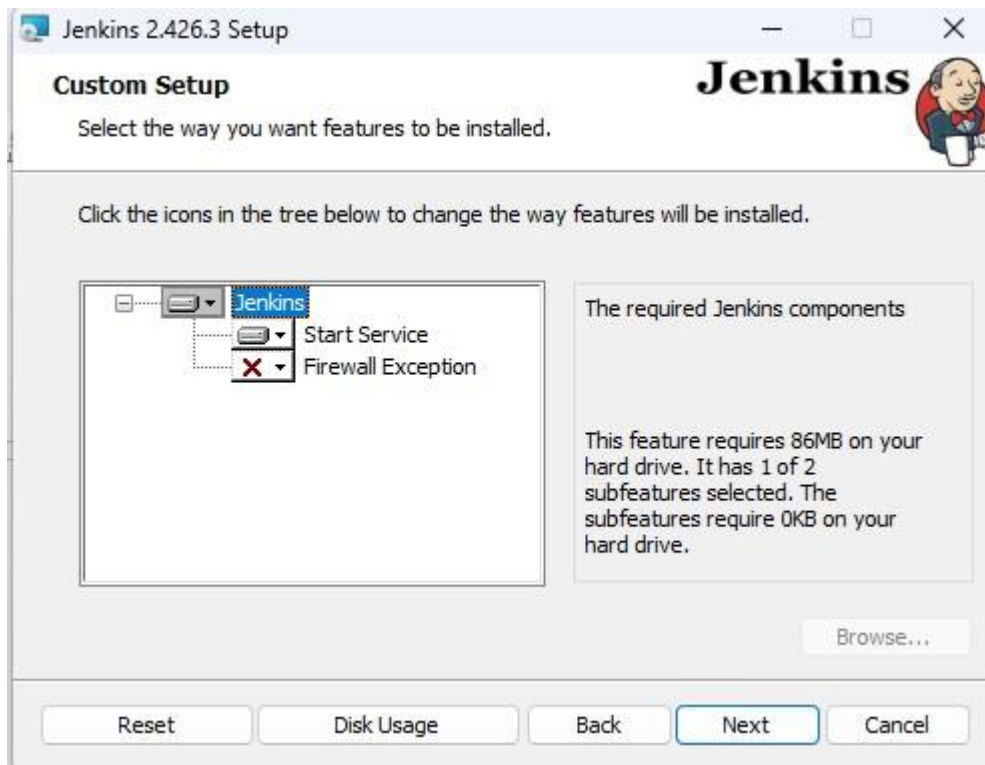 Jenkins 2.426.3 Setup
Custom Setup
Jenkins
Select the way you want features to be installed.
Click the icons in the tree below to change the way features will be installed.
Jenkins
Start Service
Firewall Exception
The required Jenkins components
This feature requires 86MB on your
hard drive. It has 1 of 2
subfeatures selected. The
subfeatures require 0KB on your
hard drive.
Browse...
Reset
Disk Usage
Back
Next
Cancel